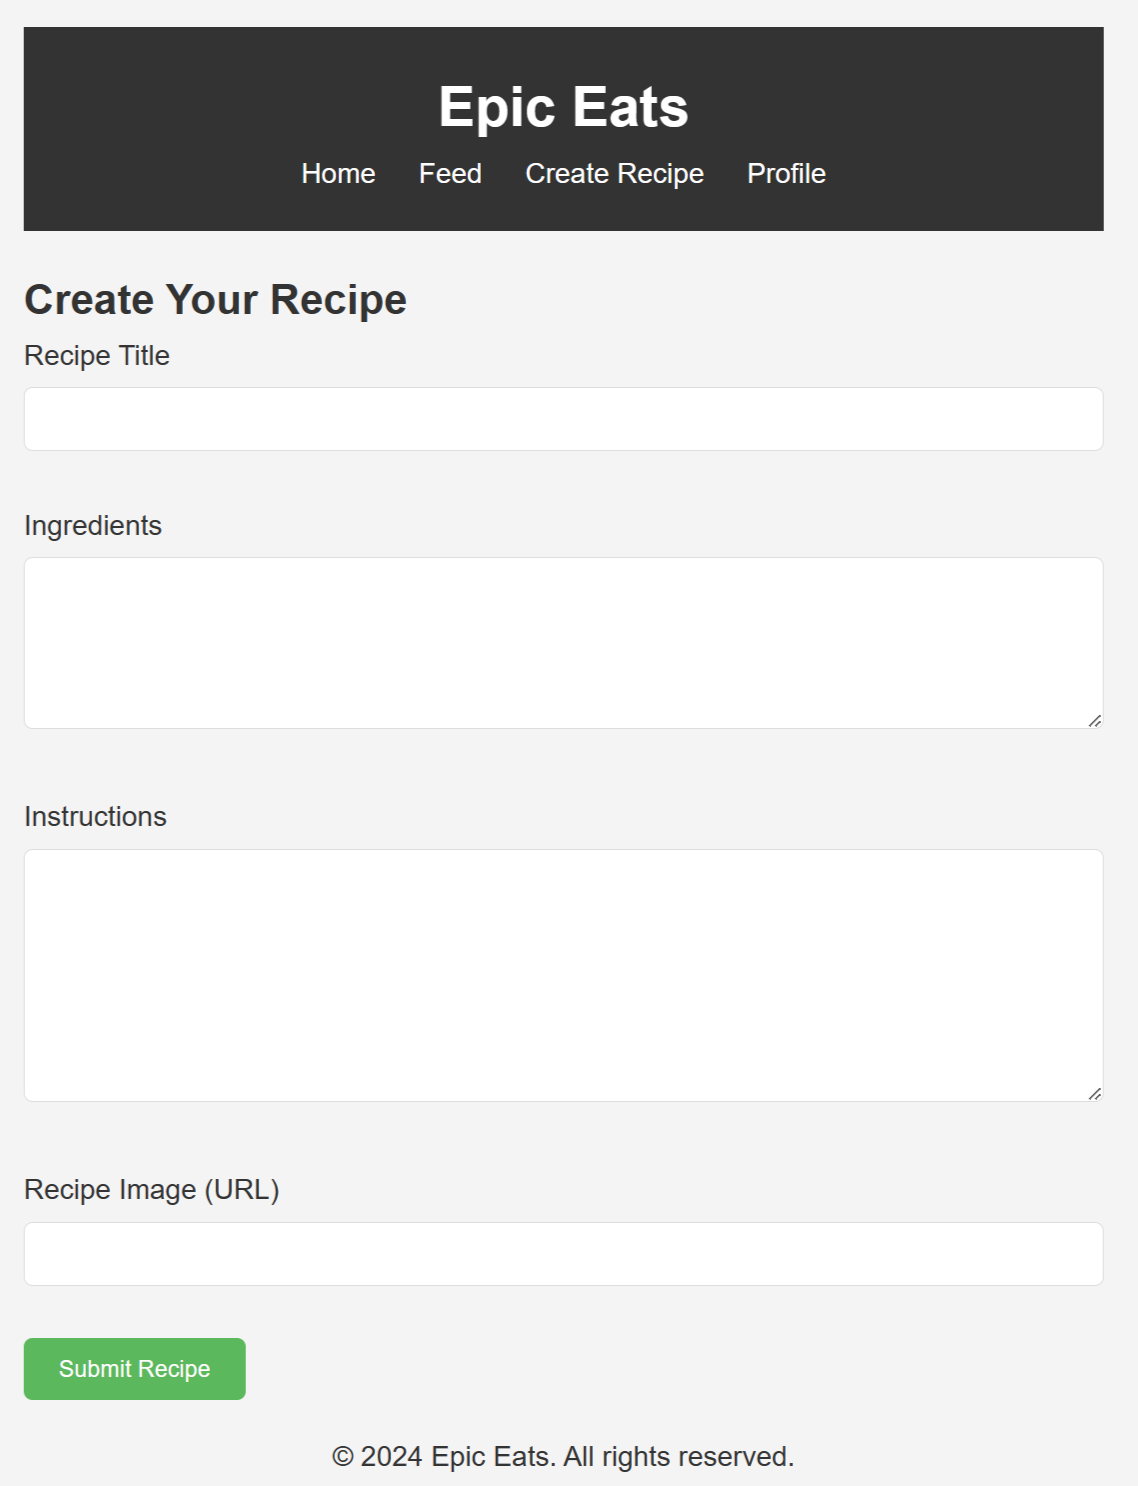 Epic Eats
Home Feed Create Recipe Profile
Create Your Recipe
Recipe Title
Ingredients
Instructions
Recipe Image (URL)
Submit Recipe
© 2024 Epic Eats. All rights reserved.